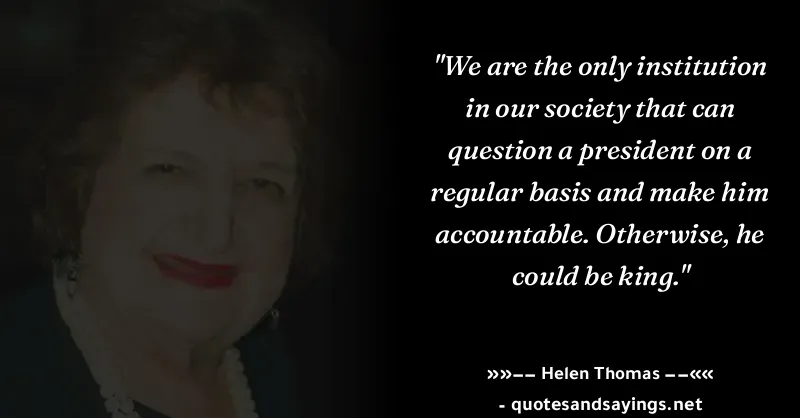 "We are the only institution
in our society that can
question a president on a
regular basis and make him
accountable. Otherwise, he
could be king."
»»–– Helen Thomas ––««
- quotesandsayings.net